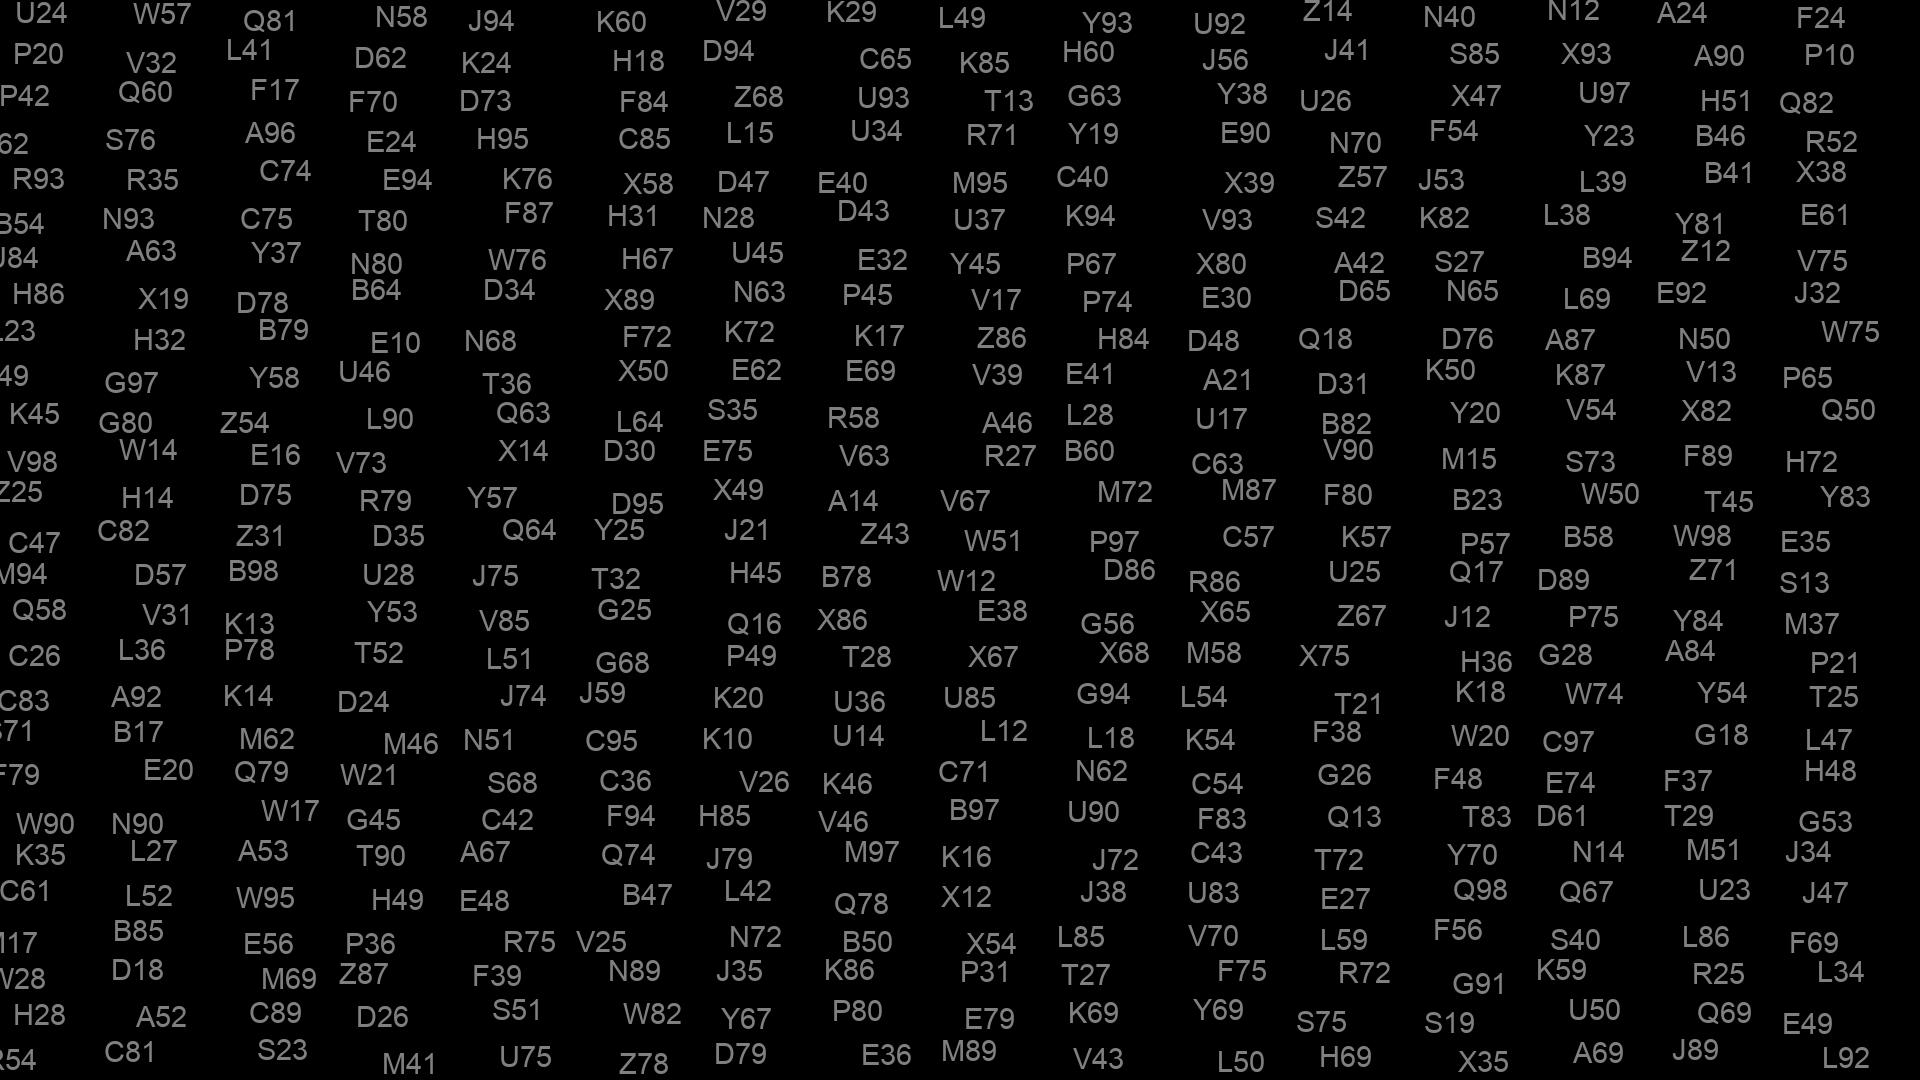 U24 W57 Q81 N58 J94 K60 V29 K29 L49 Y93 U92 Z14 N40 N12 A24 F24
P20 V32 L41 D62 K24 H18 D94 C65 K85 H60 J56 J41 S85 X93 A90 P10
P42 Q60 F17 F70 D73 F84 Z68 U93 T13 G63 Y38 U26 X47 U97 H51 Q82
62 S76 A96 E24 H95 C85 L15 U34 R71 Y19 E90 N70 F54 Y23 B46 R52
R93 R35 C74 E94 K76 X58 D47 E40 M95 C40 X39 Z57 J53 L39 B41 X38
B54 N93 C75 T80 F87 H31 N28 D43 U37 K94 V93 S42 K82 L38 Y81 E61
J84 A63 Y37 N80 W76 H67 U45 E32 Y45 P67 X80 A42 S27 B94 Z12 V75
H86 X19 D78 B64 D34 X89 N63 P45 V17 P74 E30 D65 N65 L69 E92 J32
L23 H32 B79 E10 N68 F72 K72 K17 Z86 H84 D48 Q18 D76 A87 N50 W75
49 G97 Y58 U46 T36 X50 E62 E69 V39 E41 A21 D31 K50 K87 V13 P65
K45 G80 Z54 L90 Q63 L64 S35 R58 A46 L28 U17 B82 Y20 V54 X82 Q50
V98 W14 E16 V73 X14 D30 E75 V63 R27 B60 C63 V90 M15 S73 F89 H72
Z25 H14 D75 R79 Y57 D95 X49 A14 V67 M72 M87 F80 B23 W50 T45 Y83
C47 C82 Z31 D35 Q64 Y25 J21 Z43 W51 P97 C57 K57 P57 B58 W98 E35
M94 D57 B98 U28 J75 T32 H45 B78 W12 D86 R86 U25 Q17 D89 Z71 S13
Q58 V31 K13 Y53 V85 G25 Q16 X86 E38 G56 X65 Z67 J12 P75 Y84 M37
C26 L36 P78 T52 L51 G68 P49 T28 X67 X68 M58 X75 H36 G28 A84 P21
C83 A92 K14 D24 J74 J59 K20 U36 U85 G94 L54 T21 K18 W74 Y54 T25
71 B17 M62 M46 N51 C95 K10 U14 L12 L18 K54 F38 W20 C97 G18 L47
F79 E20 Q79 W21 S68 C36 V26 K46 C71 N62 C54 G26 F48 E74 F37 H48
W90 N90 W17 G45 C42 F94 H85 V46 B97 U90 F83 Q13 T83 D61 T29 G53
K35 L27 A53 T90 A67 Q74 J79 M97 K16 J72 C43 T72 Y70 N14 M51 J34
C61 L52 W95 H49 E48 B47 L42 Q78 X12 J38 U83 E27 Q98 Q67 U23 J47
17 B85 E56 P36 R75 V25 N72 B50 X54 L85 V70 L59 F56 S40 L86 F69
W28 D18 M69 Z87 F39 N89 J35 K86 P31 T27 F75 R72 G91 K59 R25 L34
H28 A52 C89 D26 S51 W82 Y67 P80 E79 K69 Y69 S75 S19 U50 Q69 E49
R54 C81 S23 M41 U75 Z78 D79 E36 M89 V43 L50 H69 X35 A69 J89 L92